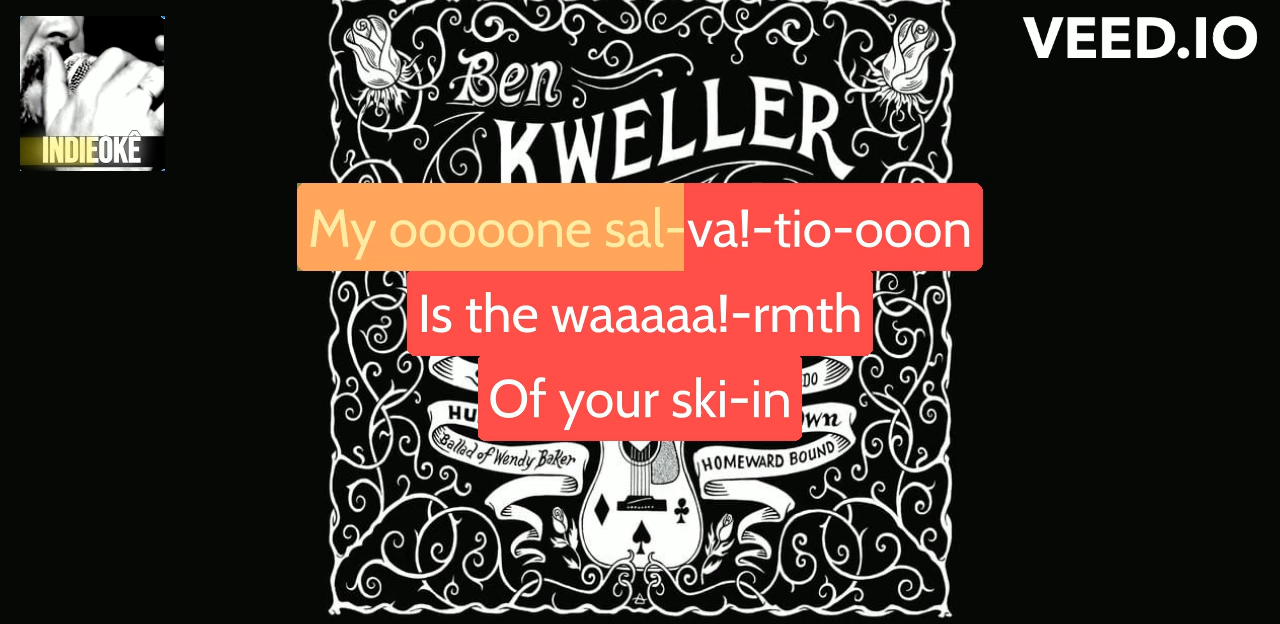 VEED.IO
INDIEOKÊ
Ben
KWELLER
My ooooone sal-va!-tio-ooon
Is the waaaaa!-rmth
Of your ski-in
Ballad of Wendy Baker
HOMEWARD BOUND